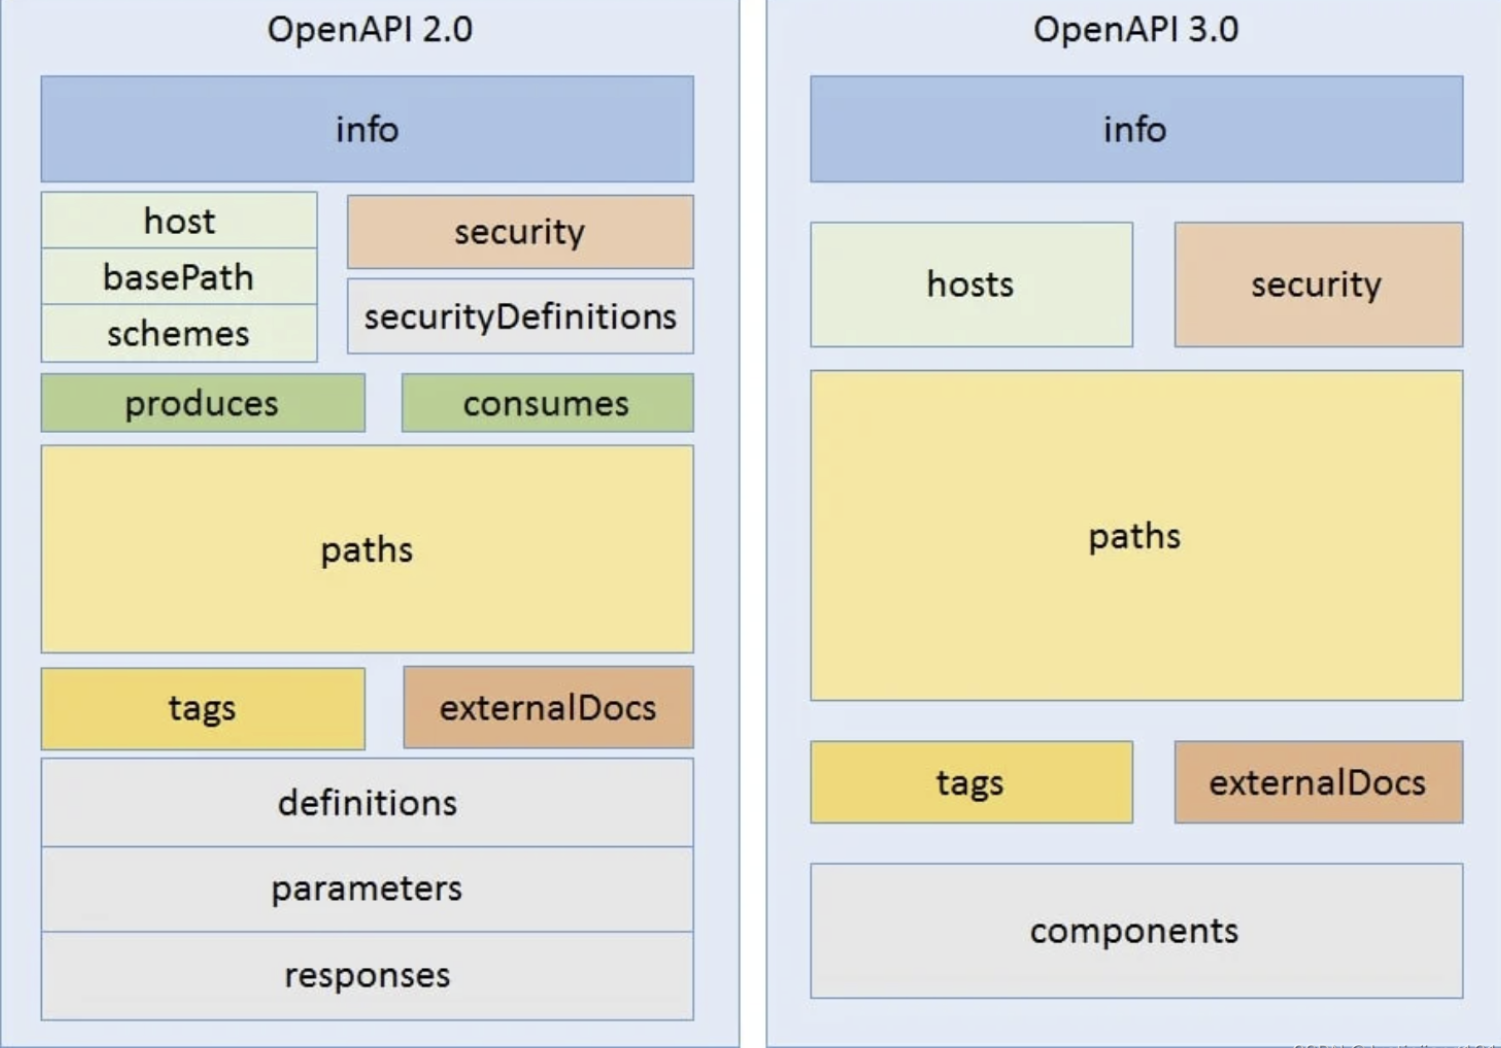 OpenAPI 2.0
info
host
basePath
schemes
security
securityDefinitions
produces
consumes
paths
tags
externalDocs
definitions
parameters
responses
OpenAPI 3.0
info
hosts
security
paths
tags
externalDocs
components